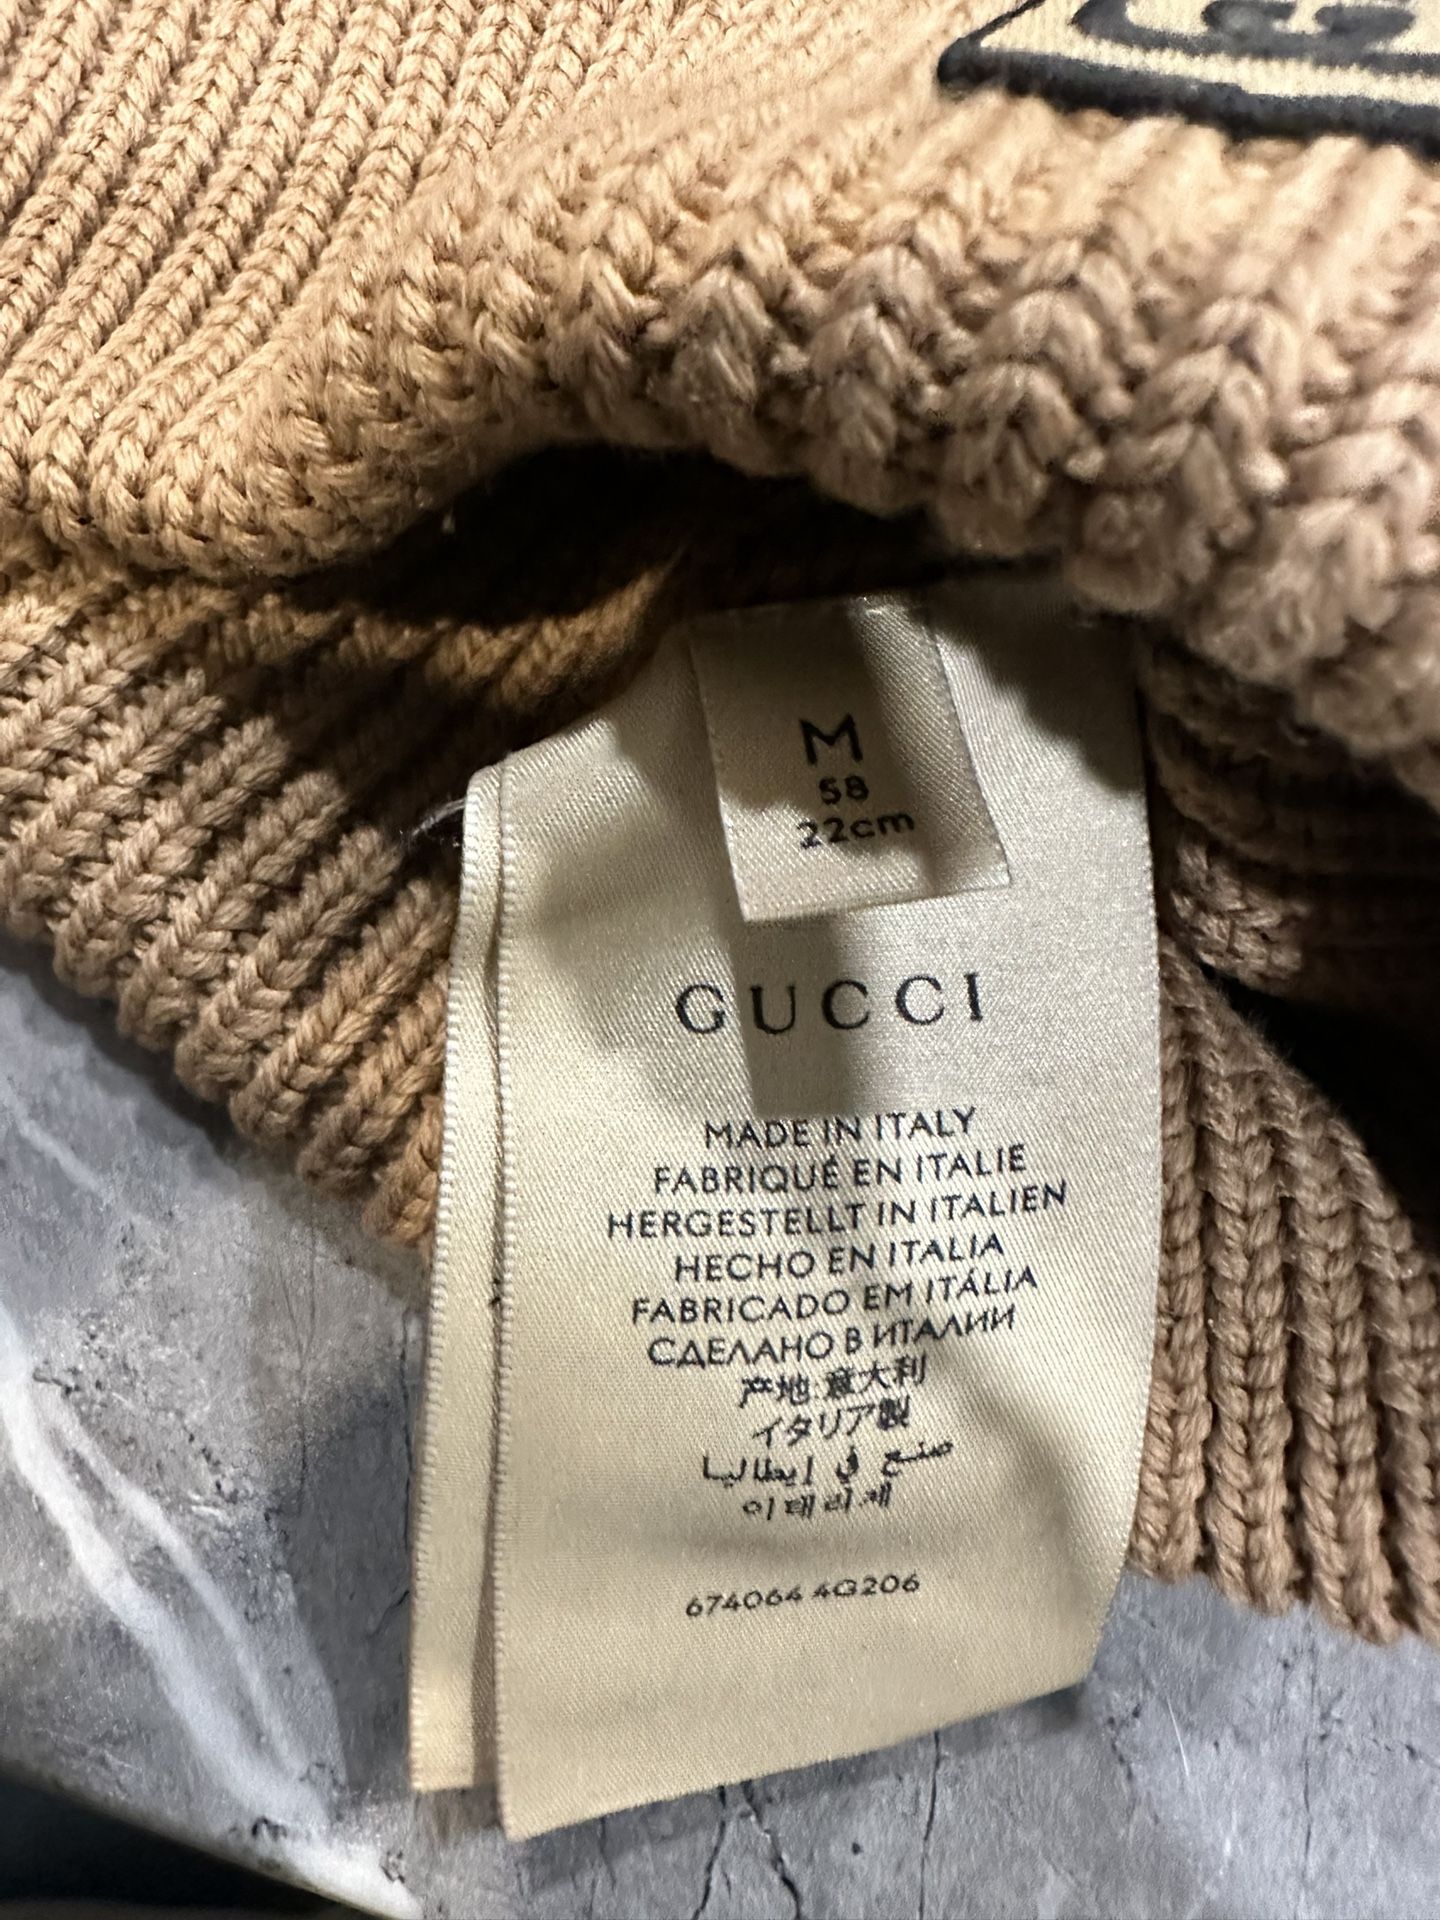 M
58
22cm
GUCCI
MADE IN ITALY
FABRIQUÉ EN ITALIE
HERGESTELLT IN ITALIEN
HECHO EN ITALIA
FABRICADO EM ITÁLIA
СДЕЛАНО В ИТАЛИИ
产地:意大利
イタリア製
صنع في إيطاليا
이태리제
674064 4G206